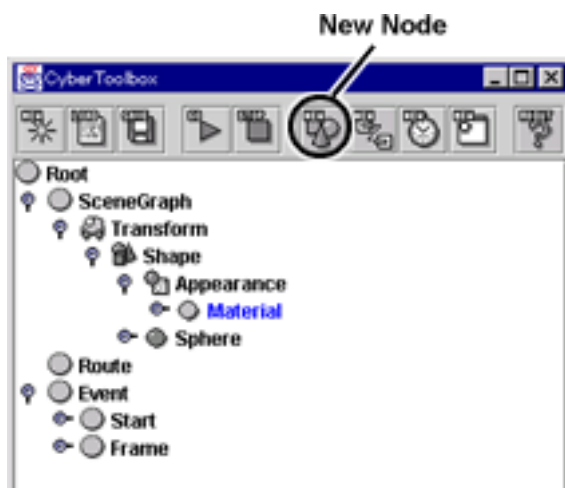 New Node
CyberToolbox
Root
SceneGraph
Transform
Shape
Appearance
Material
Sphere
Route
Event
Start
Frame